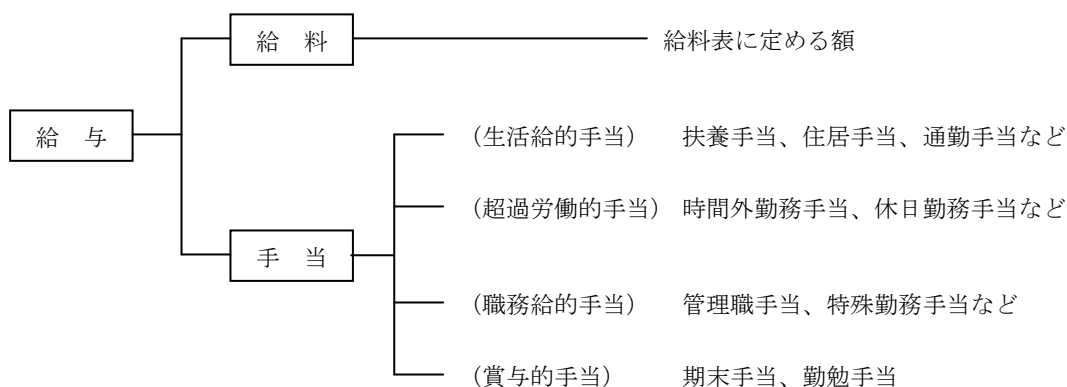 給 料 給料表に定める額
給 与
(生活給的手当) 扶養手当、住居手当、通勤手当など
(超過労働的手当) 時間外勤務手当、休日勤務手当など
手 当
(職務給的手当) 管理職手当、特殊勤務手当など
(賞与的手当) 期末手当、勤勉手当